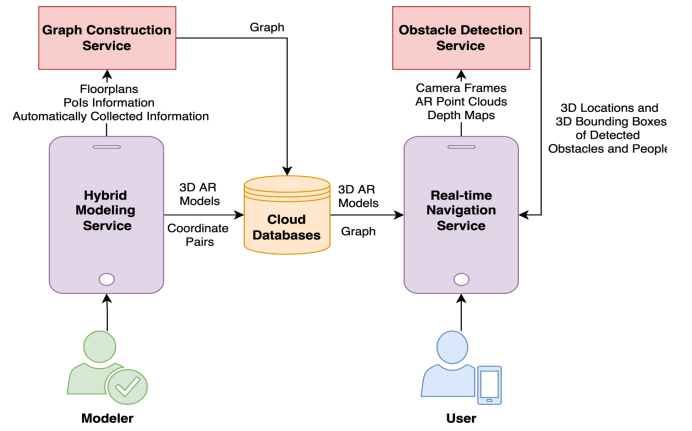 Graph Construction
Service
Graph
Obstacle Detection
Service
Floorplans
PoIs Information
Automatically Collected Information
Camera Frames
AR Point Clouds
Depth Maps
3D Locations and
3D Bounding Boxes
of Detected
Obstacles and People
Hybrid
Modeling
Service
3D AR
Models
Coordinate
Pairs
Cloud
Databases
3D AR
Models
Graph
Real-time
Navigation
Service
Modeler
User